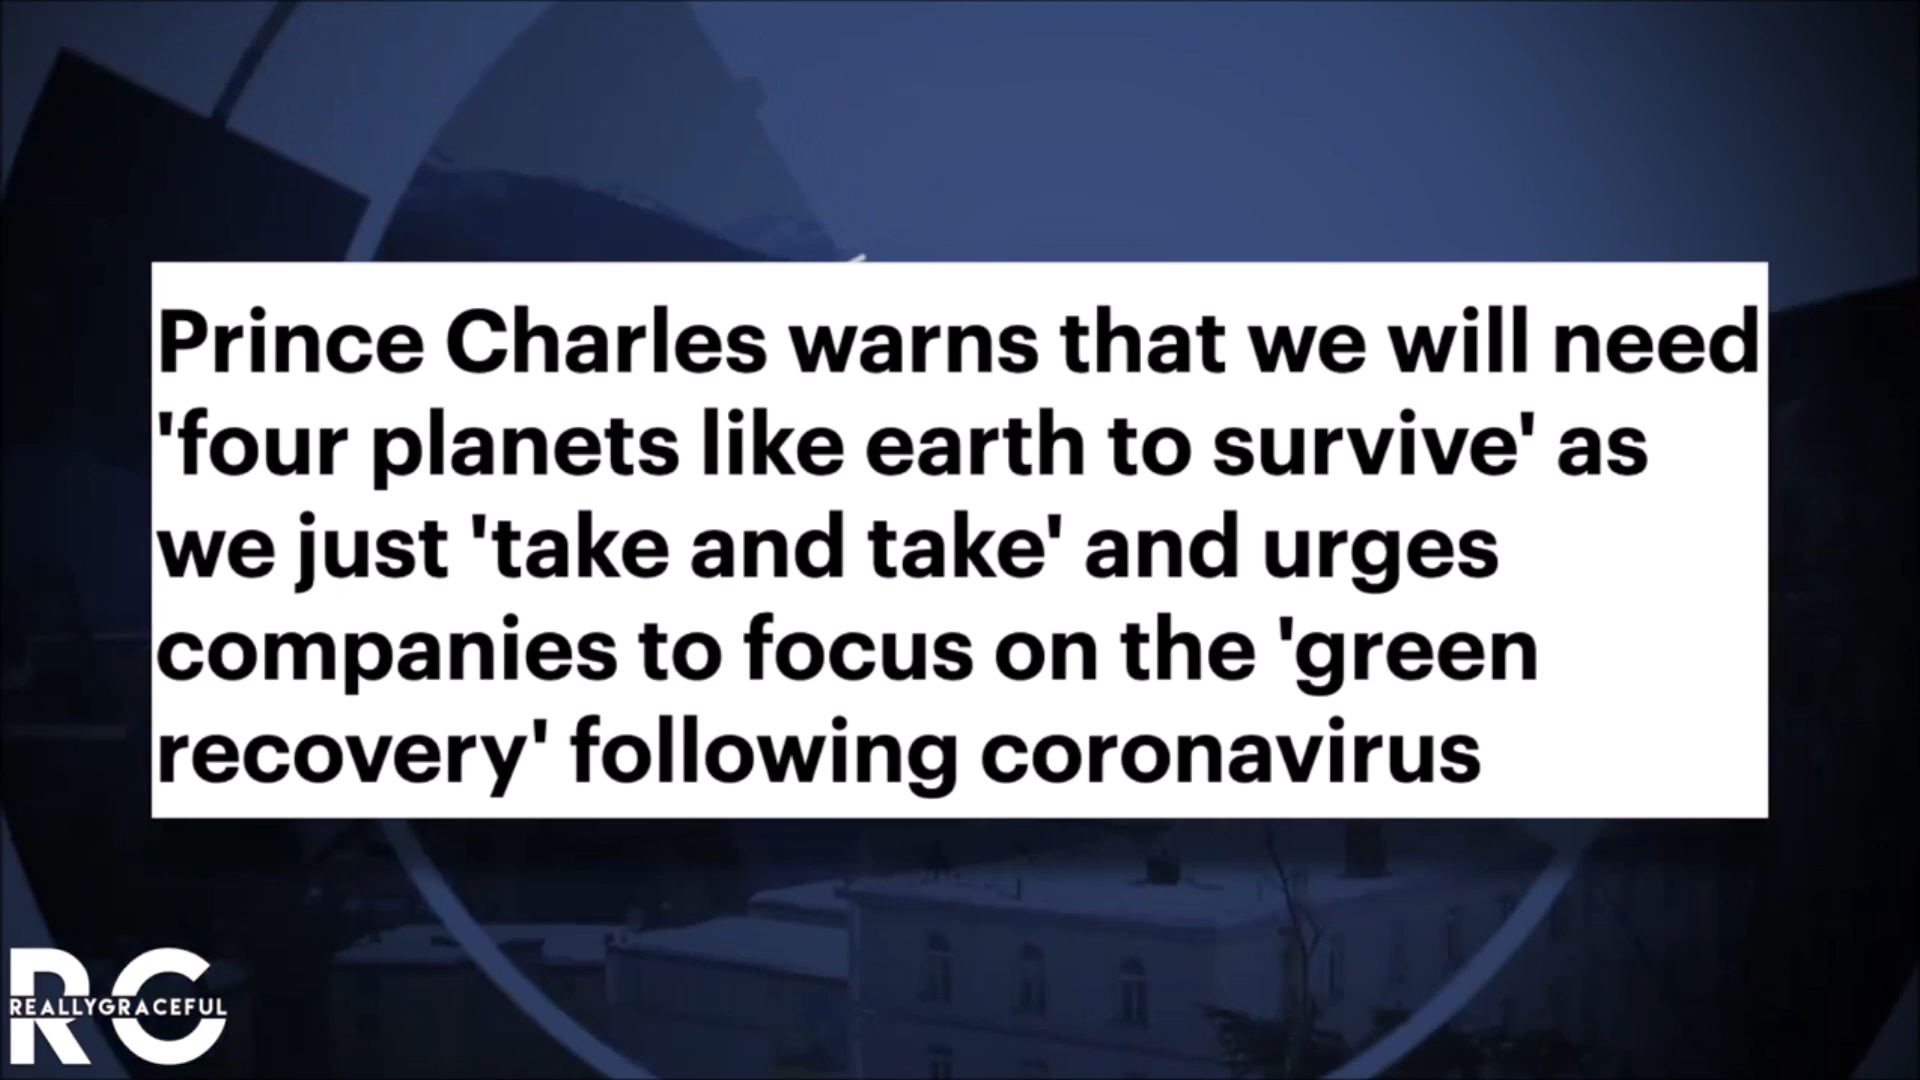 Prince Charles warns that we will need
'four planets like earth to survive' as
we just 'take and take' and urges
companies to focus on the 'green
recovery' following coronavirus
RG
REALLYGRACEFUL